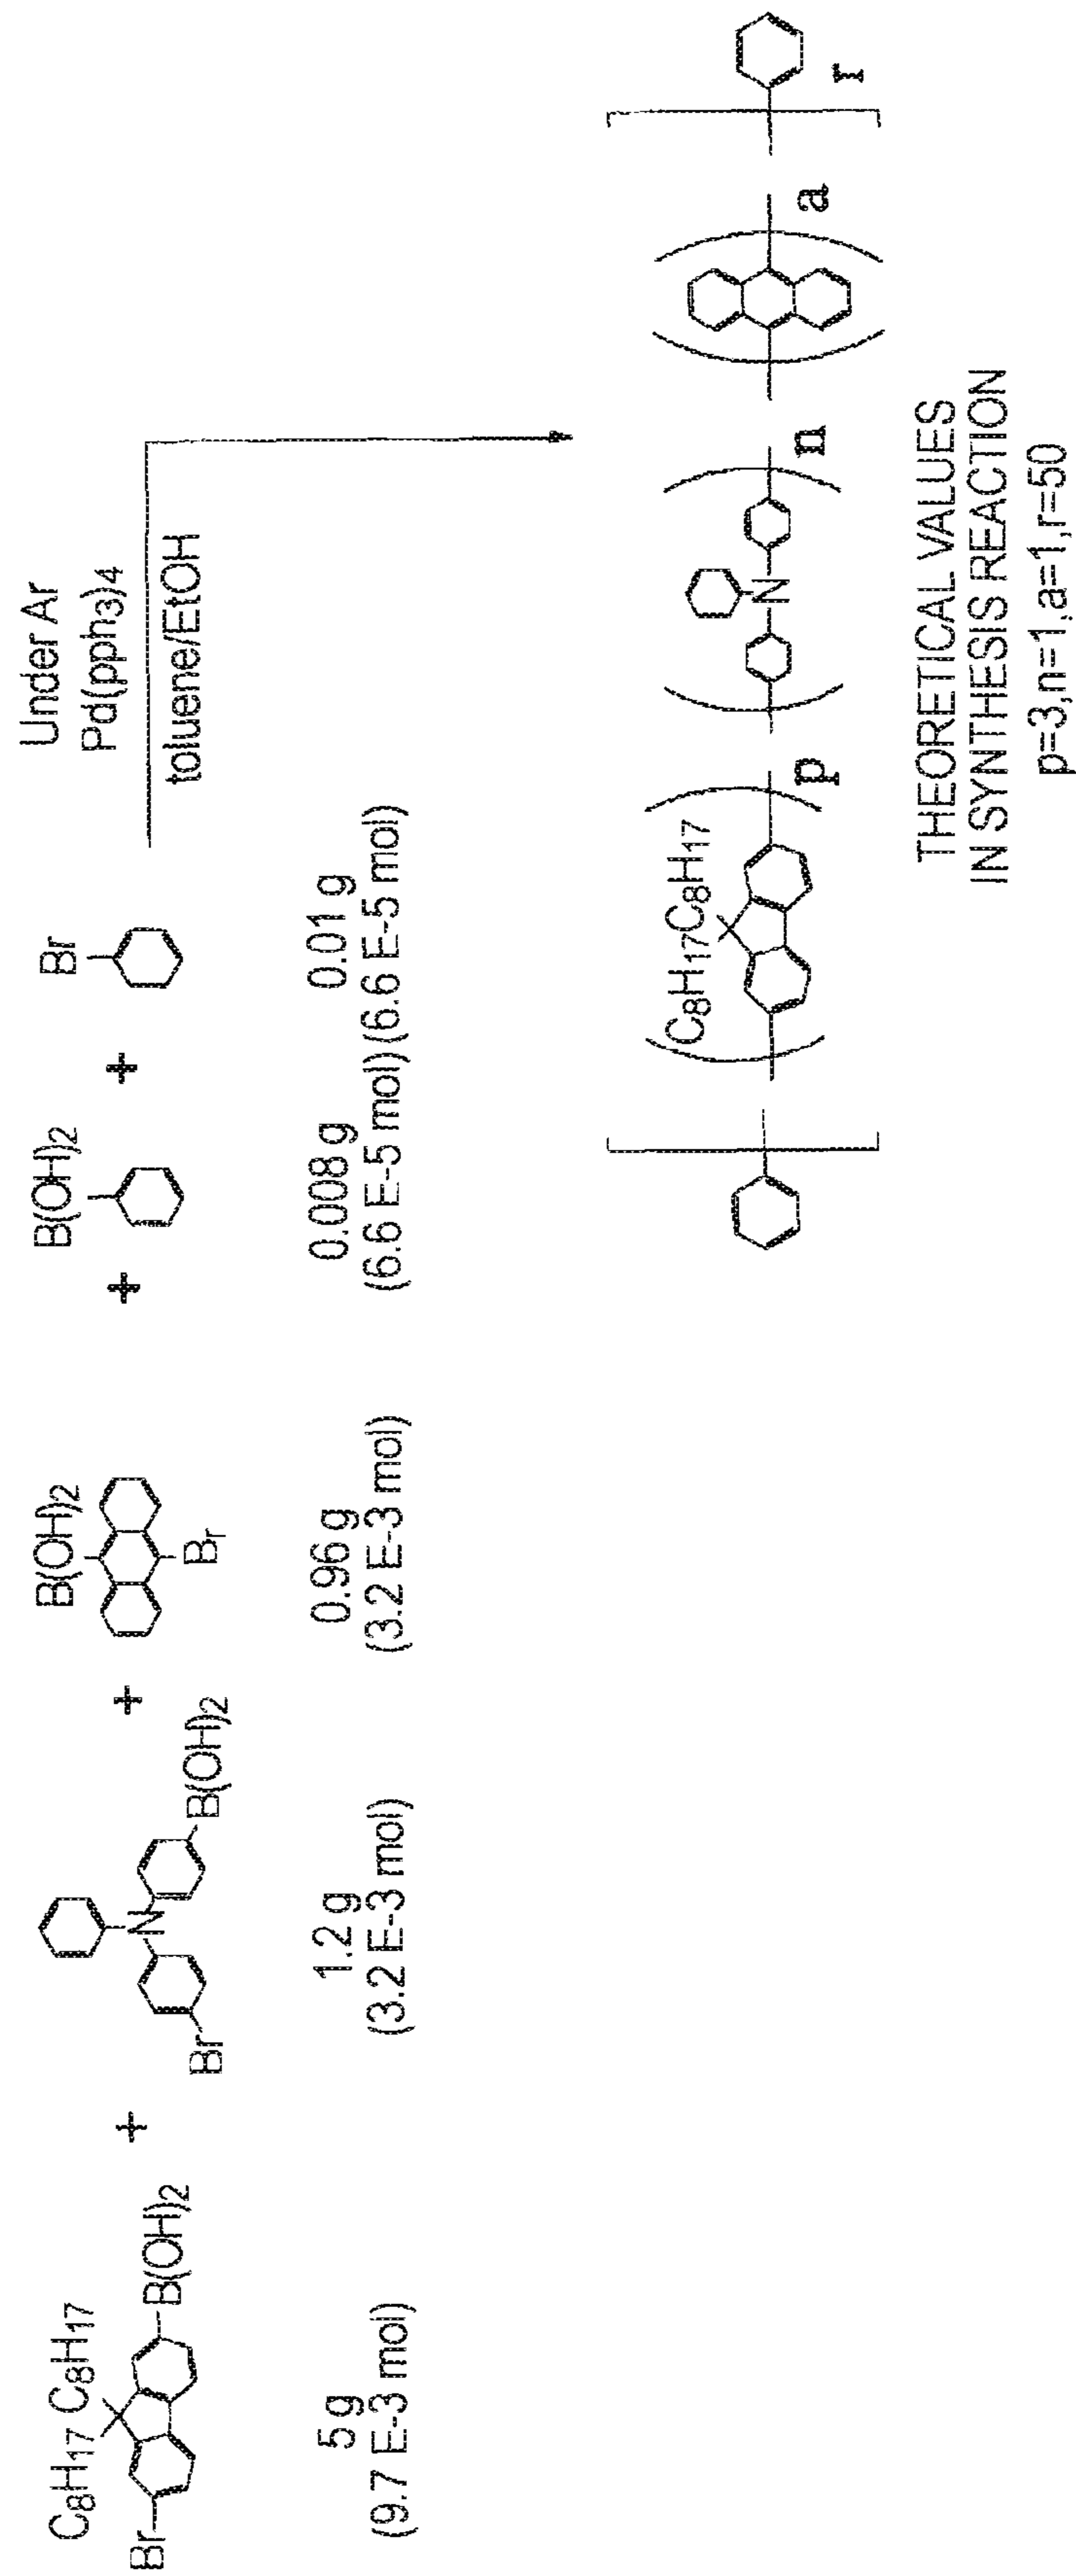 C8H17 C8H17
Br
B(OH)2
+
N
Br
B(OH)2
+
B(OH)2
Br
+
B(OH)2
+
Br
5 g
(9.7 E-3 mol)
1.2 g
(3.2 E-3 mol)
0.96 g
(3.2 E-3 mol)
0.008 g
(6.6 E-5 mol)
0.01 g
(6.6 E-5 mol)
Under Ar
Pd(pph3)4
toluene/EtOH
C8H17C8H17
p
N
n
a
r
THEORETICAL VALUES
IN SYNTHESIS REACTION
p=3,n=1,a=1,r=50